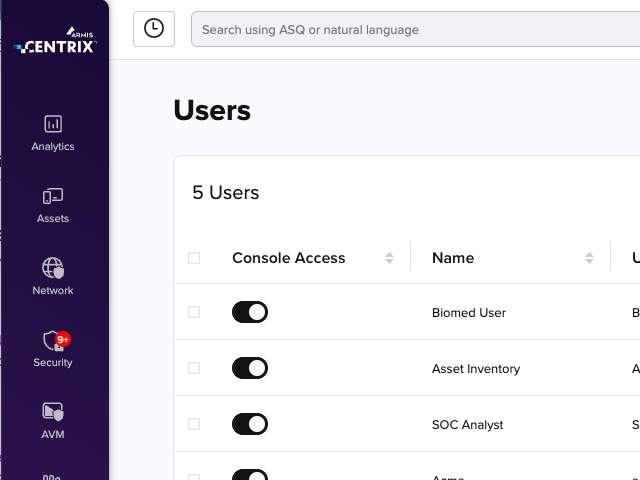 ARMIS
CENTRIX
Search using ASQ or natural language
Users
Analytics
5 Users
Assets
Console Access
Name
U
Network
Biomed User
B
9+
Security
Asset Inventory
A
SOC Analyst
S
AVM
Acme